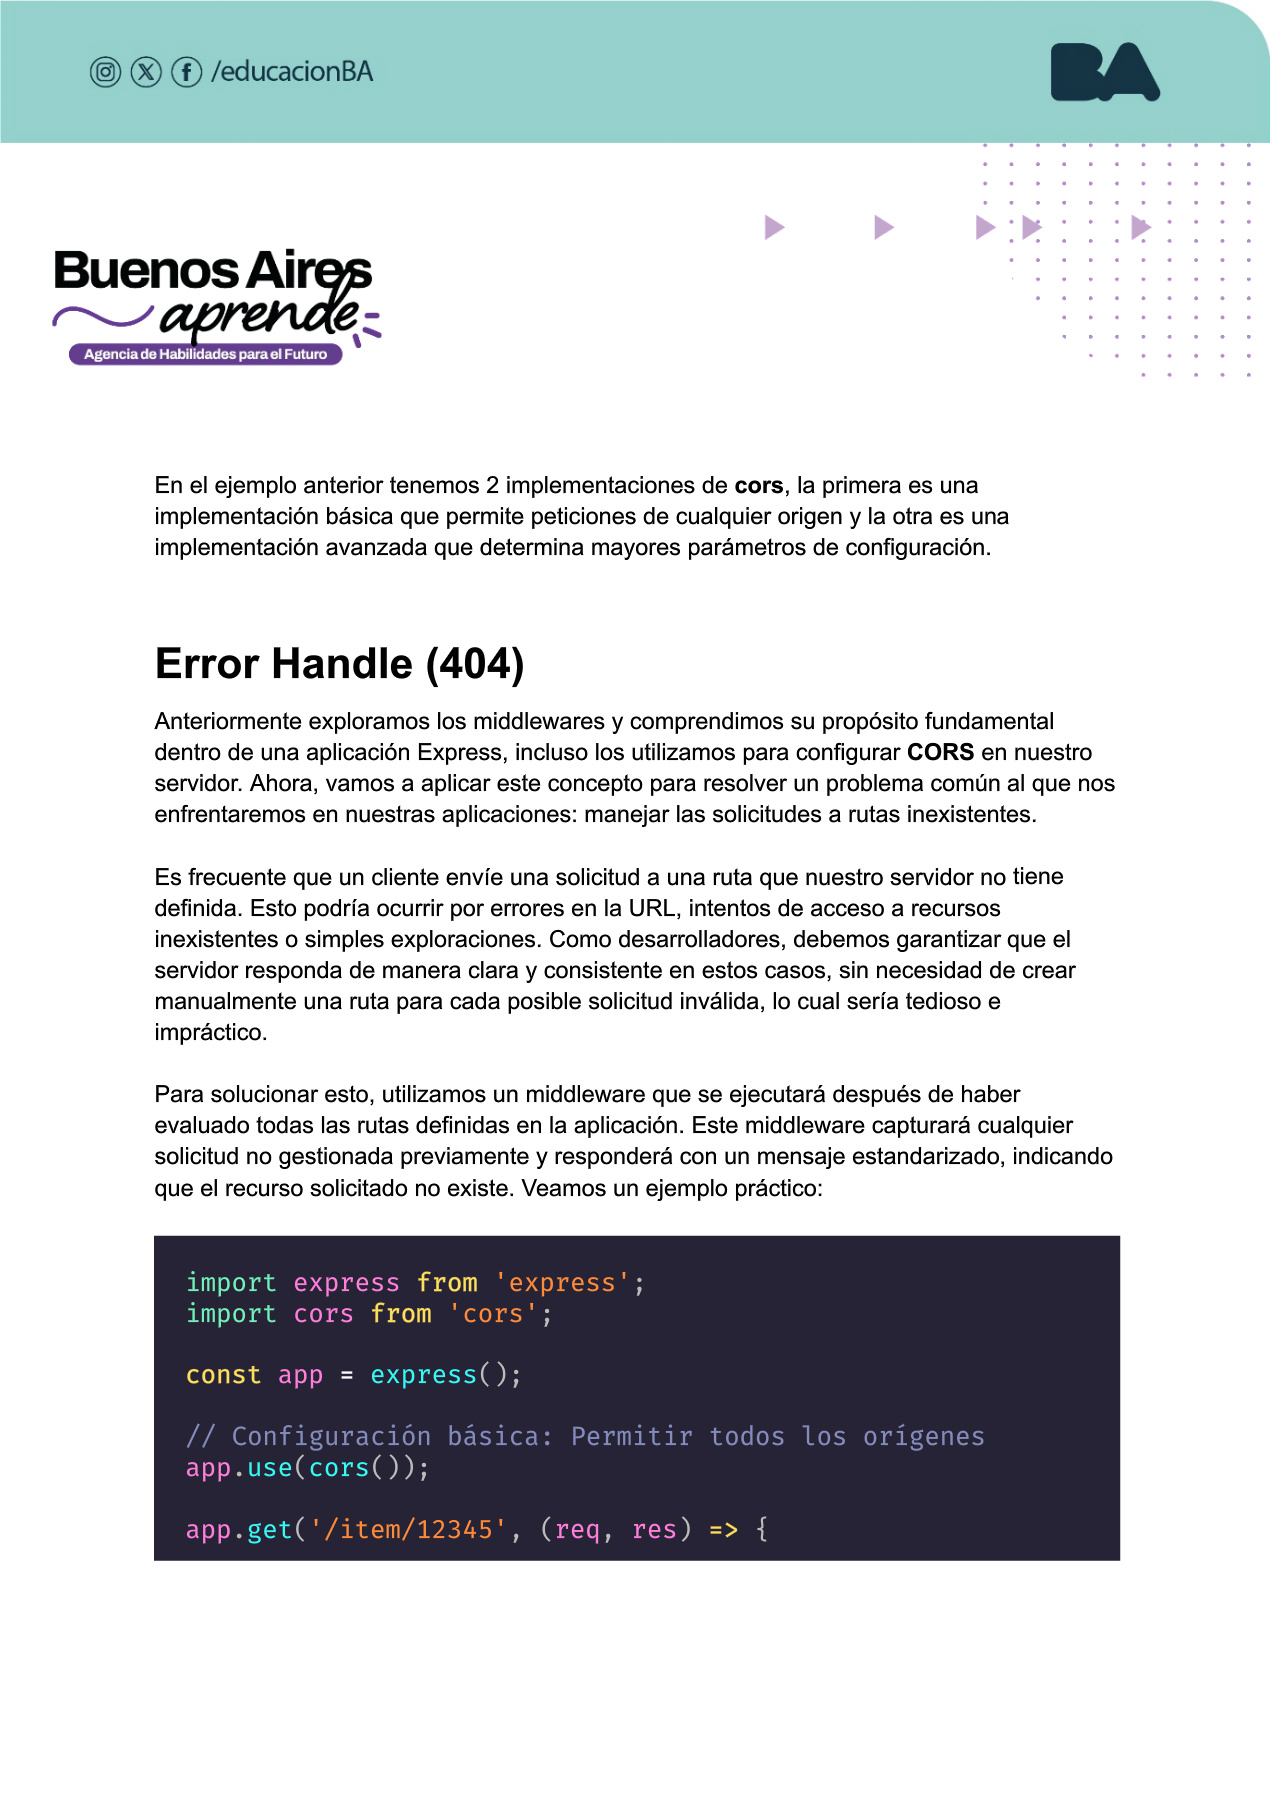 /educacionBA
BA
Buenos Aires
aprende
Agencia de Habilidades para el Futuro
En el ejemplo anterior tenemos 2 implementaciones de cors, la primera es una
implementación básica que permite peticiones de cualquier origen y la otra es una
implementación avanzada que determina mayores parámetros de configuración.
Error Handle (404)
Anteriormente exploramos los middlewares y comprendimos su propósito fundamental
dentro de una aplicación Express, incluso los utilizamos para configurar CORS en nuestro
servidor. Ahora, vamos a aplicar este concepto para resolver un problema común al que nos
enfrentaremos en nuestras aplicaciones: manejar las solicitudes a rutas inexistentes.
Es frecuente que un cliente envíe una solicitud a una ruta que nuestro servidor no tiene
definida. Esto podría ocurrir por errores en la URL, intentos de acceso a recursos
inexistentes o simples exploraciones. Como desarrolladores, debemos garantizar que el
servidor responda de manera clara y consistente en estos casos, sin necesidad de crear
manualmente una ruta para cada posible solicitud inválida, lo cual sería tedioso e
impráctico.
Para solucionar esto, utilizamos un middleware que se ejecutará después de haber
evaluado todas las rutas definidas en la aplicación. Este middleware capturará cualquier
solicitud no gestionada previamente y responderá con un mensaje estandarizado, indicando
que el recurso solicitado no existe. Veamos un ejemplo práctico:
import express from 'express';
import cors from 'cors';
const app = express();
// Configuración básica: Permitir todos los orígenes
app.use(cors());
app.get('/item/12345', (req, res) => {